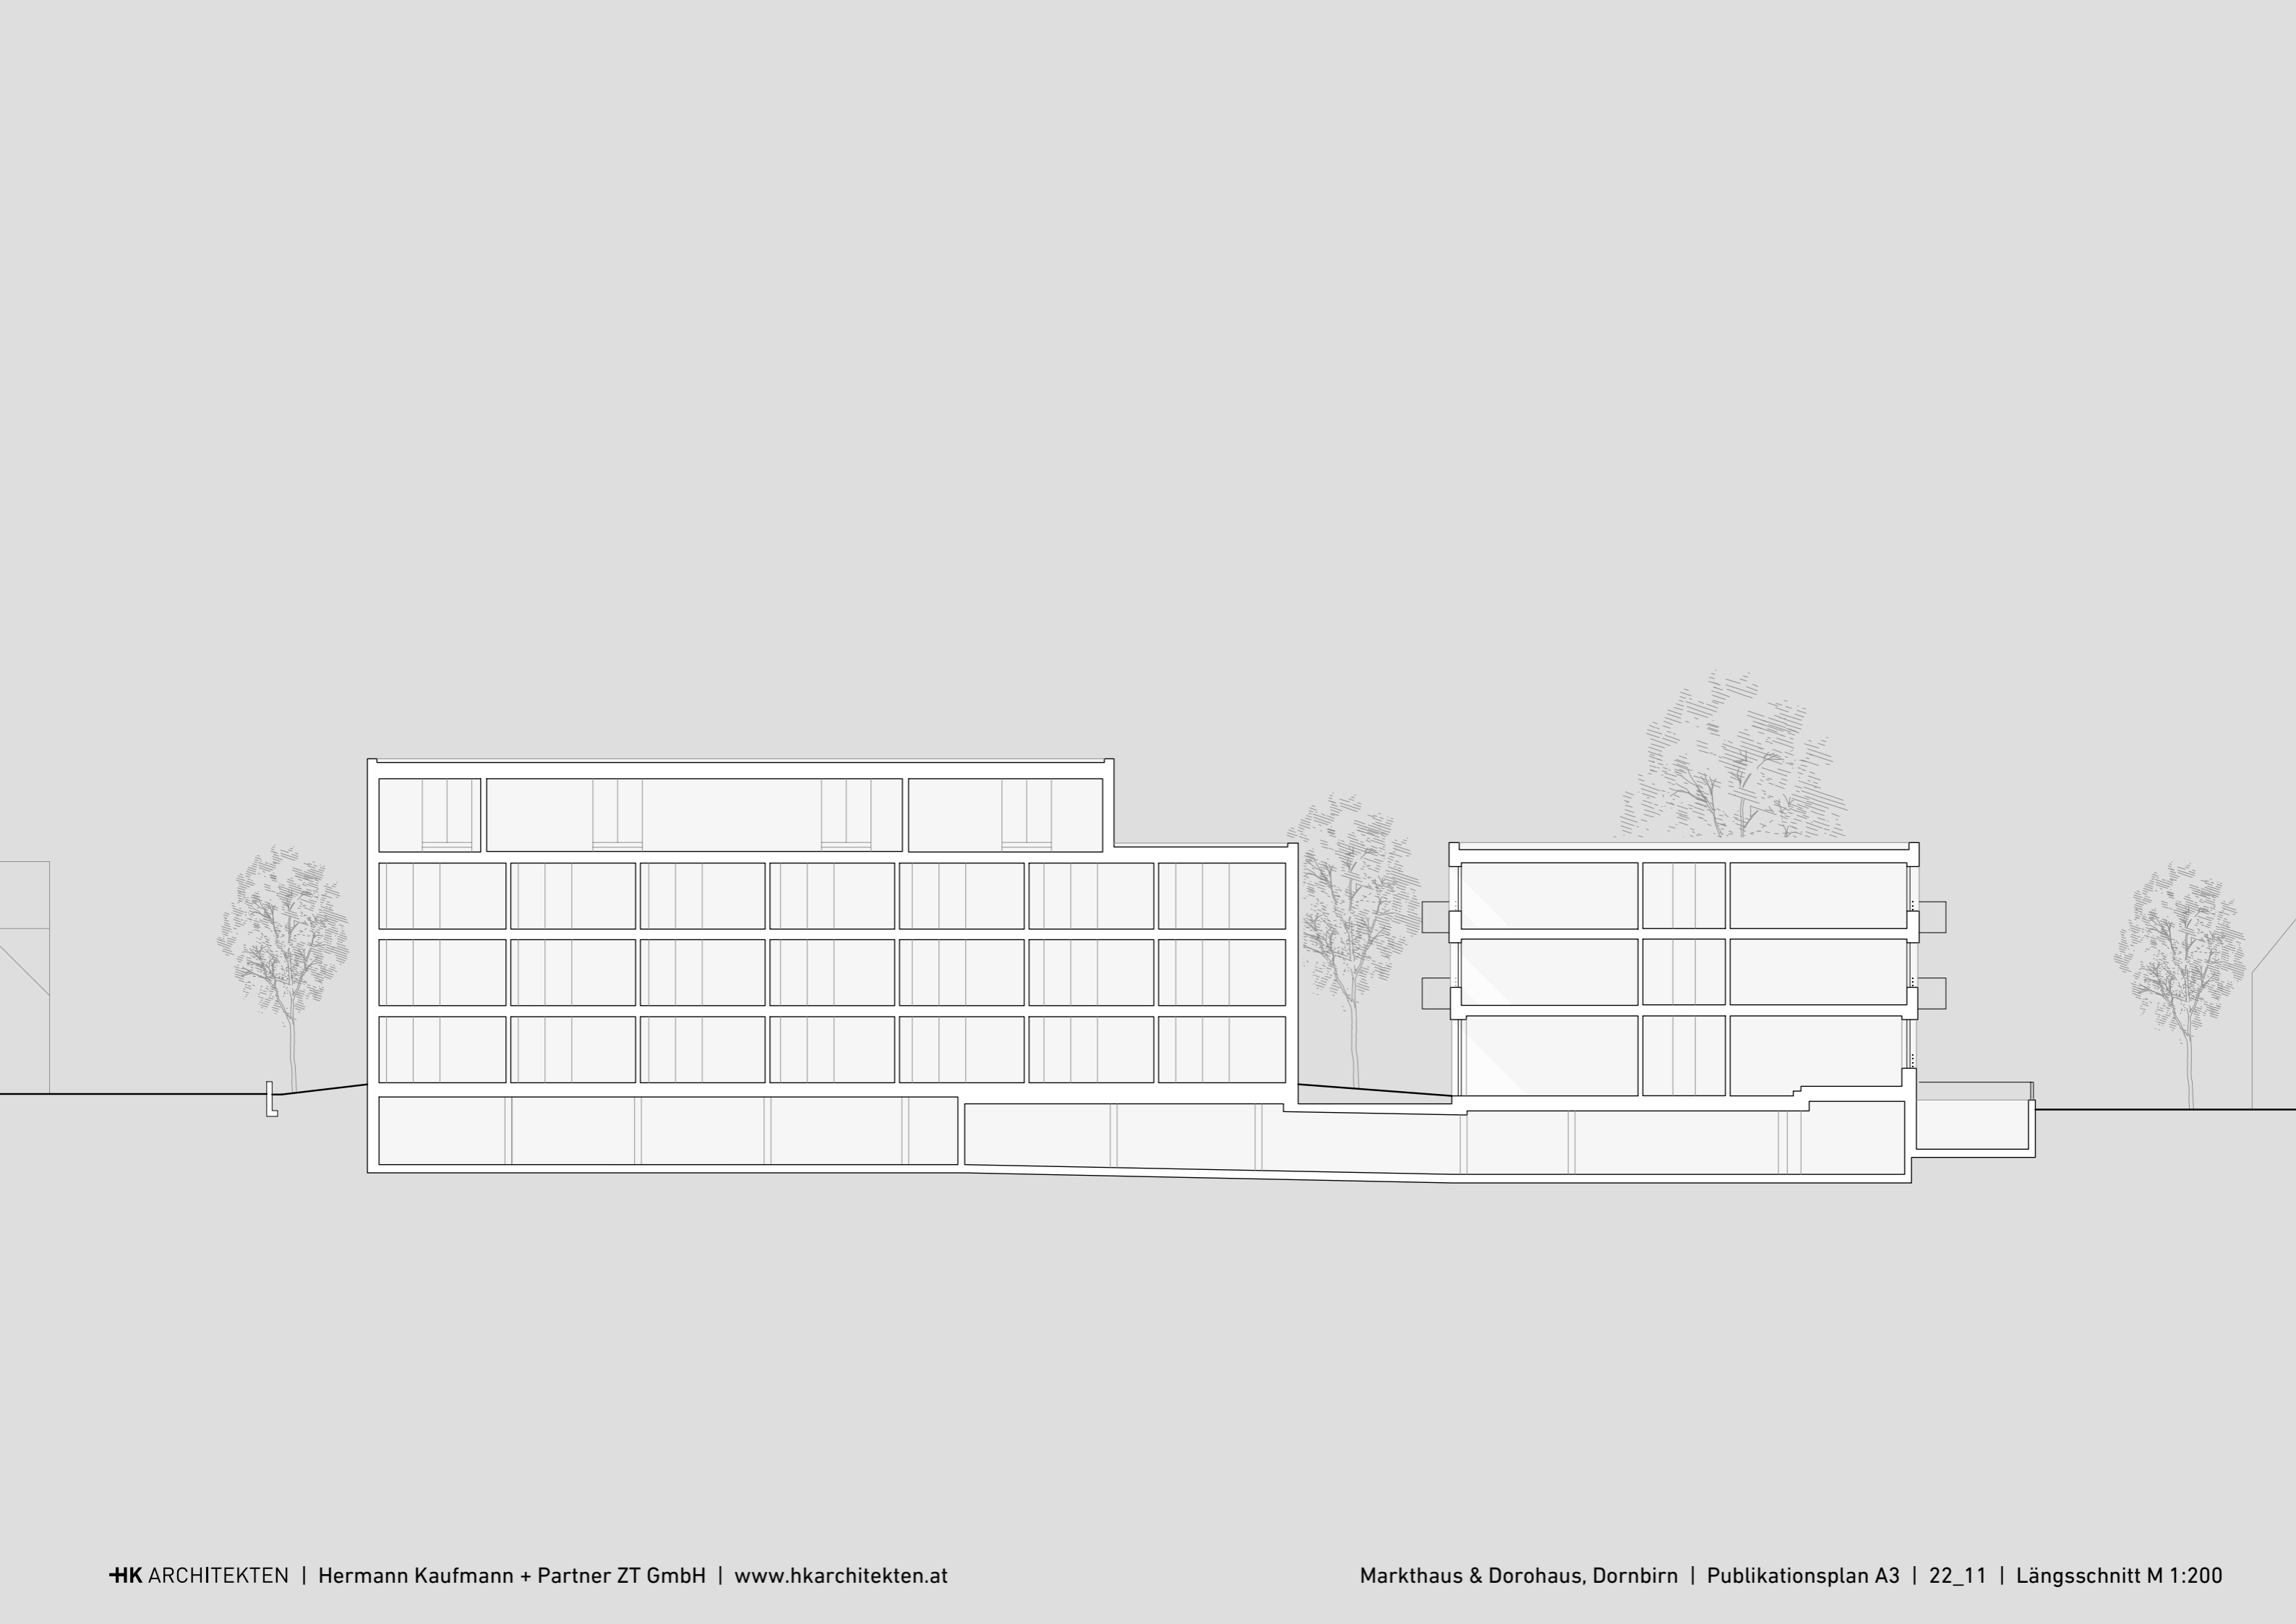 HK ARCHITEKTEN | Hermann Kaufmann + Partner ZT GmbH | www.hkarchitekten.at
Markthaus & Dorohaus, Dornbirn | Publikationsplan A3 | 22_11 | Längsschnitt M 1:200